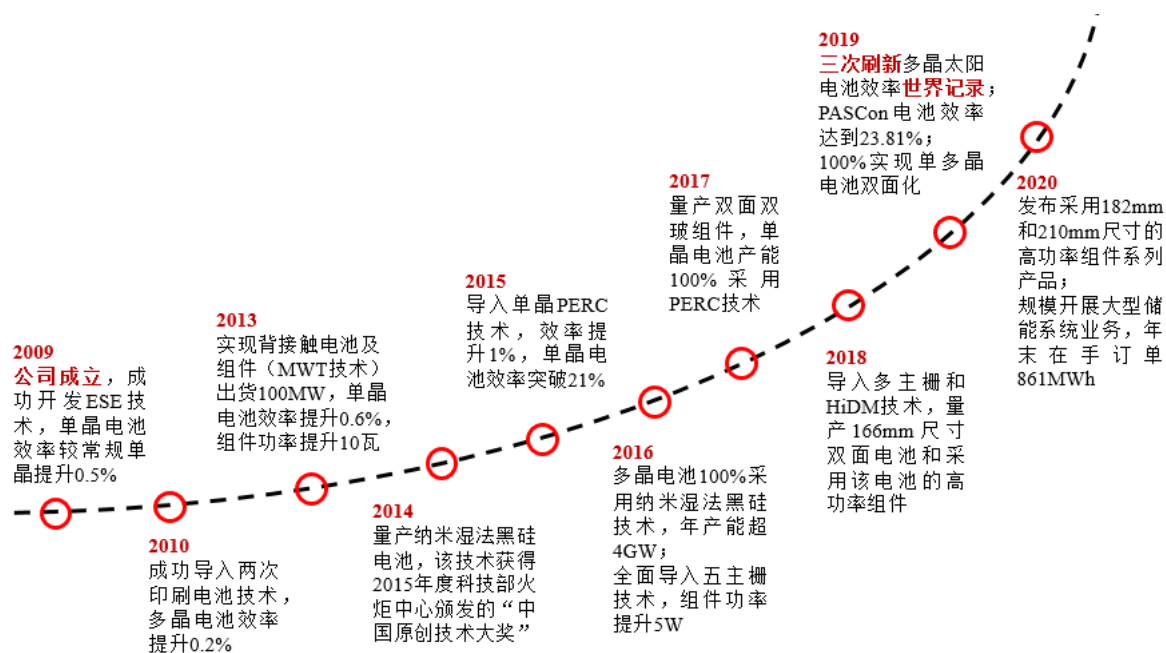 2009
公司成立，成
功开发ESE技
术，单晶电池
效率较常规单
晶提升0.5%
2010
成功导入两次
印刷电池技术，
多晶电池效率
提升0.2%
2013
实现背接触电池及
组件（MWT技术）
出货100MW，单晶
电池效率提升0.6%，
组件功率提升10瓦
2014
量产纳米湿法黑硅
电池，该技术获得
2015年度科技部火
炬中心颁发的“中
国原创技术大奖”
2015
导入单晶PERC
技术，效率提
升1%，单晶电
池效率突破21%
2016
多晶电池100%采
用纳米湿法黑硅
技术，年产能超
4GW；
全面导入五主栅
技术，组件功率
提升5W
2017
量产双面双
玻组件，单
晶电池产能
100%采用
PERC技术
2018
导入多主栅和
HiDM技术，量
产166mm尺寸
双面电池和采
用该电池的高
功率组件
2019
三次刷新多晶太阳
电池效率世界记录；
PASCon电池效率
达到23.81%；
100%实现单多晶
电池双面化
2020
发布采用182mm
和210mm尺寸的
高功率组件系列
产品；
规模开展大型储
能系统业务，年
末在手订单
861MWh